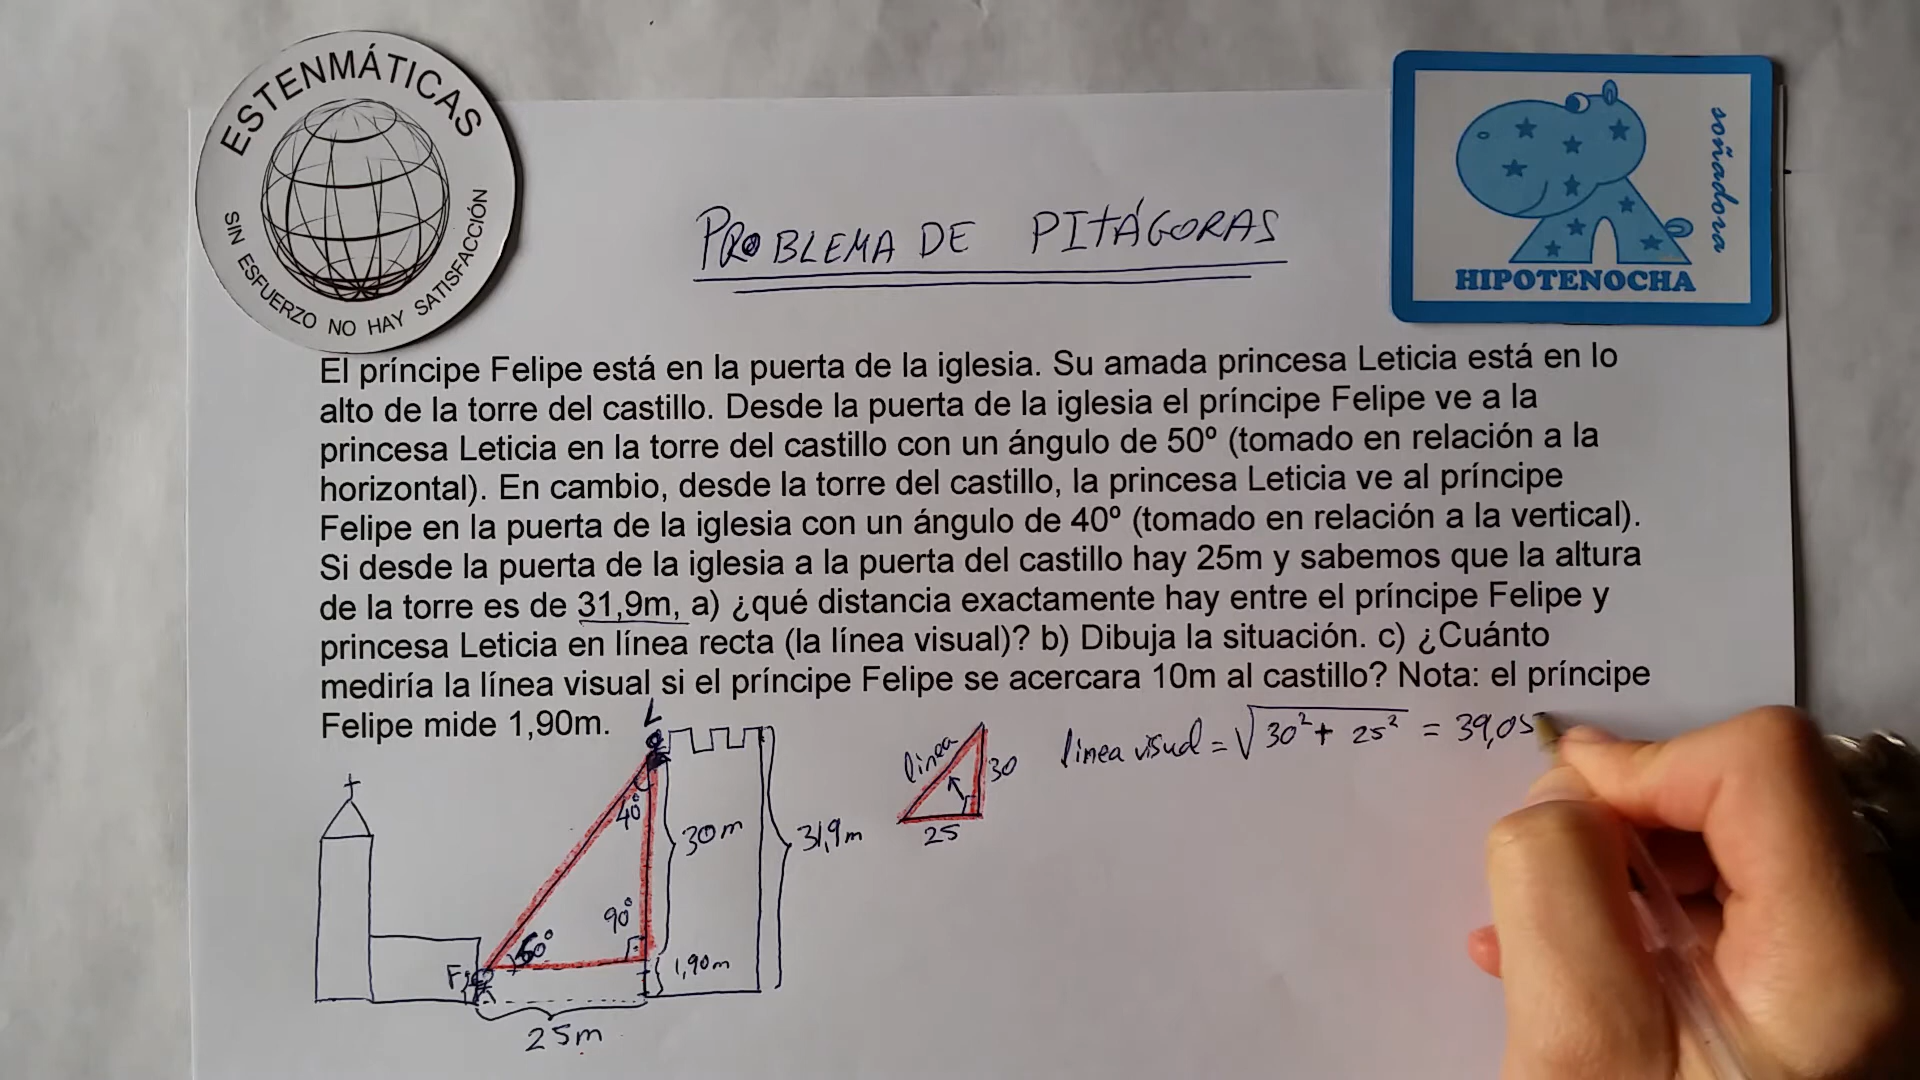 ESTENMÁTICAS
SIN ESFUERZO NO HAY SATISFACCIÓN
soñadora
HIPOTENOCHA
PROBLEMA DE PITÁGORAS
El príncipe Felipe está en la puerta de la iglesia. Su amada princesa Leticia está en lo
alto de la torre del castillo. Desde la puerta de la iglesia el príncipe Felipe ve a la
princesa Leticia en la torre del castillo con un ángulo de 50º (tomado en relación a la
horizontal). En cambio, desde la torre del castillo, la princesa Leticia ve al príncipe
Felipe en la puerta de la iglesia con un ángulo de 40º (tomado en relación a la vertical).
Si desde la puerta de la iglesia a la puerta del castillo hay 25m y sabemos que la altura
de la torre es de 31,9m, a) ¿qué distancia exactamente hay entre el príncipe Felipe y
princesa Leticia en línea recta (la línea visual)? b) Dibuja la situación. c) ¿Cuánto
mediría la línea visual si el príncipe Felipe se acercara 10m al castillo? Nota: el príncipe
Felipe mide 1,90m.
L
40°
30m
31,9m
90°
50°
F
1,90m
25m
linea
30
25
linea visual = √30² + 25² = 39,05